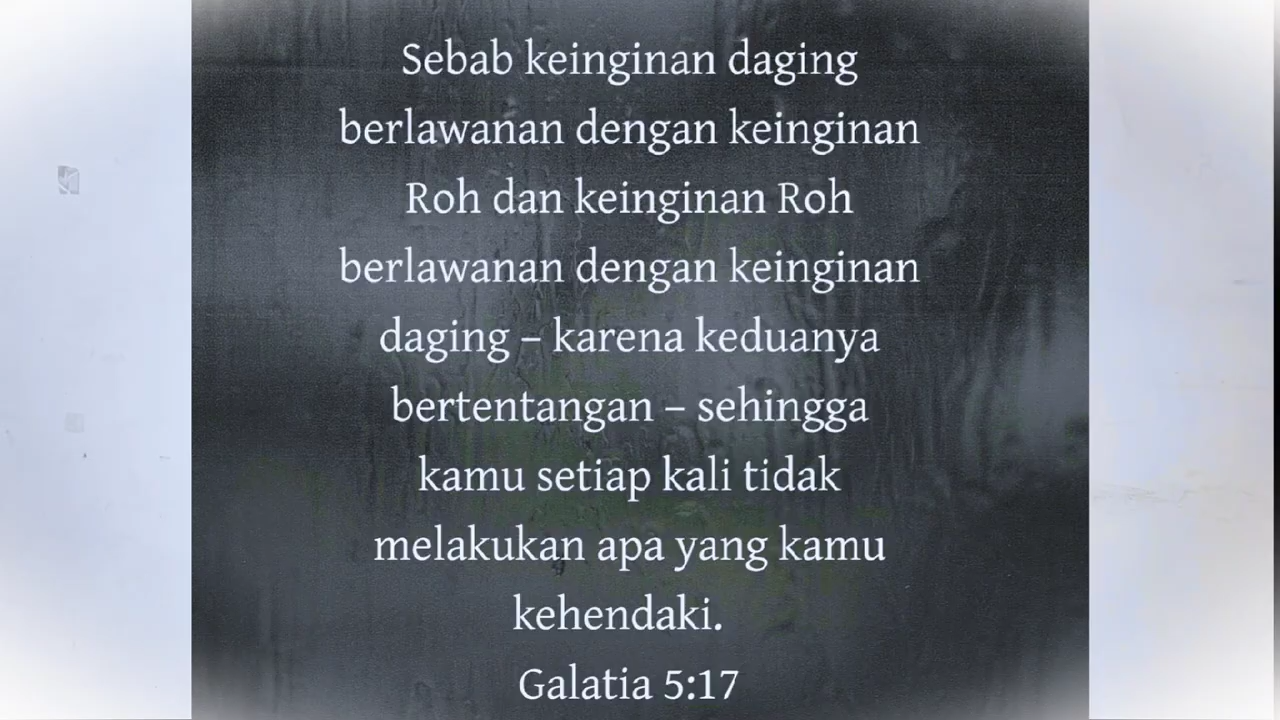 Sebab keinginan daging
berlawanan dengan keinginan
Roh dan keinginan Roh
berlawanan dengan keinginan
daging – karena keduanya
bertentangan – sehingga
kamu setiap kali tidak
melakukan apa yang kamu
kehendaki.
Galatia 5:17